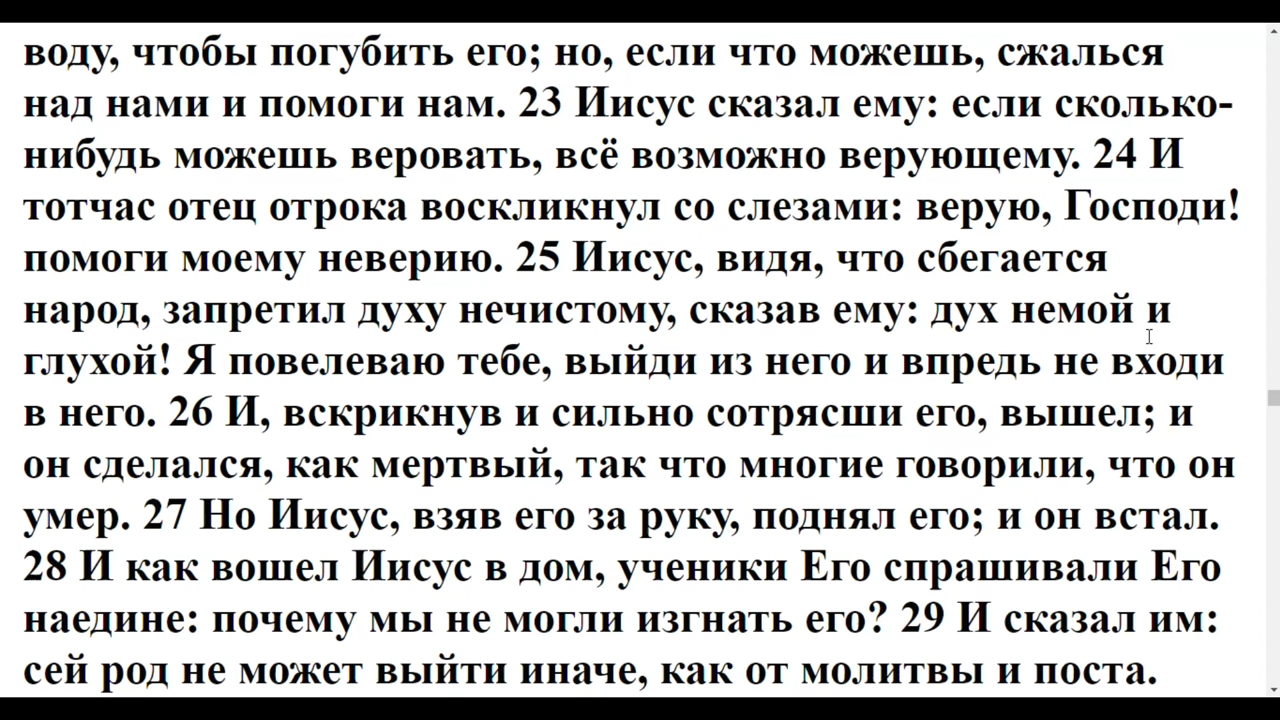 воду, чтобы погубить его; но, если что можешь, сжалься
над нами и помоги нам. 23 Иисус сказал ему: если сколько-
нибудь можешь веровать, всё возможно верующему. 24 И
тотчас отец отрока воскликнул со слезами: верую, Господи!
помоги моему неверию. 25 Иисус, видя, что сбегается
народ, запретил духу нечистому, сказав ему: дух немой и
глухой! Я повелеваю тебе, выйди из него и впредь не входи
в него. 26 И, вскрикнув и сильно сотрясши его, вышел; и
он сделался, как мертвый, так что многие говорили, что он
умер. 27 Но Иисус, взяв его за руку, поднял его; и он встал.
28 И как вошел Иисус в дом, ученики Его спрашивали Его
наедине: почему мы не могли изгнать его? 29 И сказал им:
сей род не может выйти иначе, как от молитвы и поста.